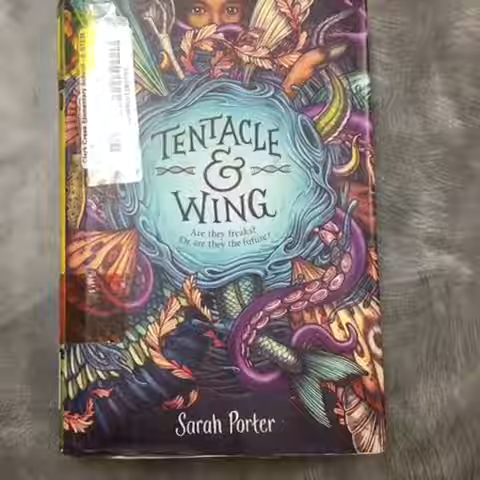 TENTACLE
&
WING
Are they freaks?
Or are they the future?
Sarah Porter